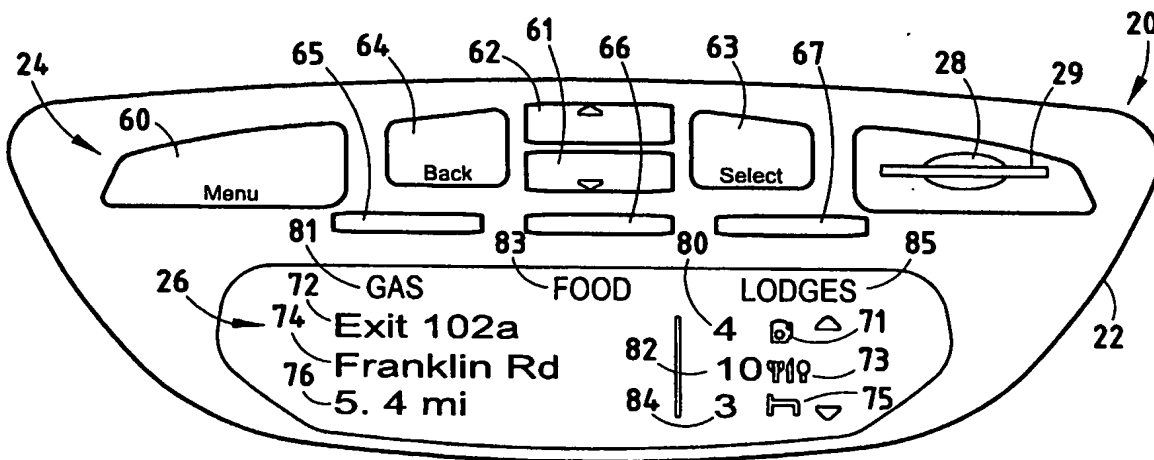 61
64 62 66 63 20
65 67 28
24 29
60
Back Select
Menu
81 83 80 85
GAS FOOD LODGES
26 72 4 71
74 Exit 102a 22
82 10 73
Franklin Rd
76 84 3 75
5. 4 mi